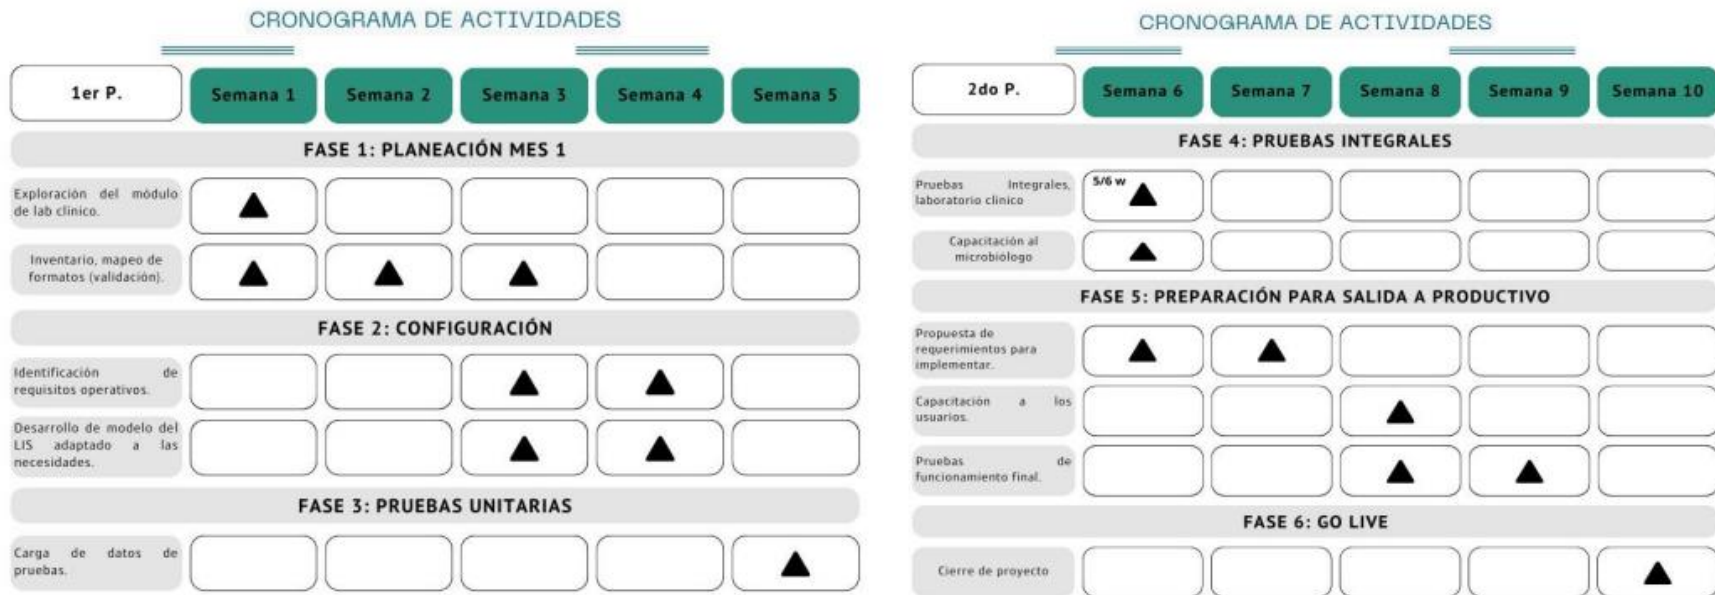 CRONOGRAMA DE ACTIVIDADES
1er P. Semana 1 Semana 2 Semana 3 Semana 4 Semana 5
FASE 1: PLANEACIÓN MES 1
Exploración del módulo
de lab clínico.
Inventario, mapeo de
formatos (validación).
FASE 2: CONFIGURACIÓN
Identificación de
requisitos operativos.
Desarrollo de modelo del
LIS adaptado a las
necesidades.
FASE 3: PRUEBAS UNITARIAS
Carga de datos de
pruebas.
CRONOGRAMA DE ACTIVIDADES
2do P. Semana 6 Semana 7 Semana 8 Semana 9 Semana 10
FASE 4: PRUEBAS INTEGRALES
Pruebas Integrales,
laboratorio clínico
5/6 w
Capacitación al
microbiólogo
FASE 5: PREPARACIÓN PARA SALIDA A PRODUCTIVO
Propuesta de
requerimientos para
implementar.
Capacitación a los
usuarios.
Pruebas de
funcionamiento final.
FASE 6: GO LIVE
Cierre de proyecto